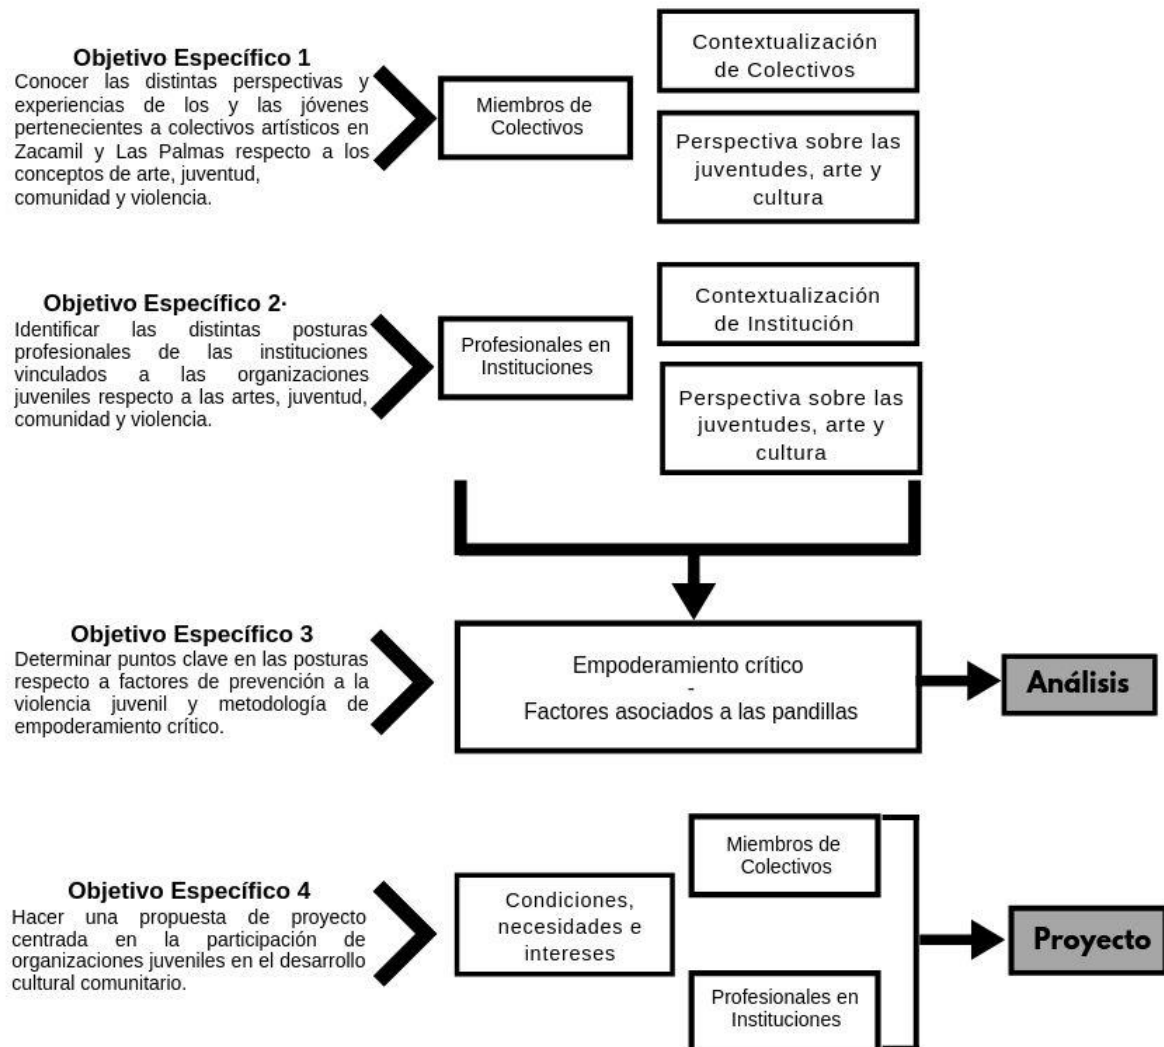 Objetivo Específico 1
Conocer las distintas perspectivas y
experiencias de los y las jóvenes
pertenecientes a colectivos artísticos en
Zacamil y Las Palmas respecto a los
conceptos de arte, juventud,
comunidad y violencia.
Miembros de
Colectivos
Contextualización
de Colectivos
Perspectiva sobre las
juventudes, arte y
cultura
Objetivo Específico 2·
Identificar las distintas posturas
profesionales de las instituciones
vinculados a las organizaciones
juveniles respecto a las artes, juventud,
comunidad y violencia.
Profesionales en
Instituciones
Contextualización
de Institución
Perspectiva sobre las
juventudes, arte y
cultura
Objetivo Específico 3
Determinar puntos clave en las posturas
respecto a factores de prevención a la
violencia juvenil y metodología de
empoderamiento crítico.
Empoderamiento crítico
-
Factores asociados a las pandillas
Análisis
Objetivo Específico 4
Hacer una propuesta de proyecto
centrada en la participación de
organizaciones juveniles en el desarrollo
cultural comunitario.
Condiciones,
necesidades e
intereses
Miembros de
Colectivos
Profesionales en
Instituciones
Proyecto